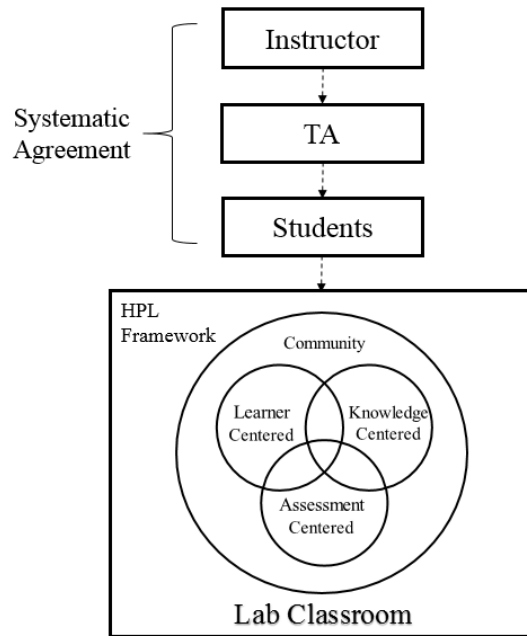 Instructor
Systematic
Agreement
TA
Students
HPL
Framework
Community
Learner
Centered
Knowledge
Centered
Assessment
Centered
Lab Classroom